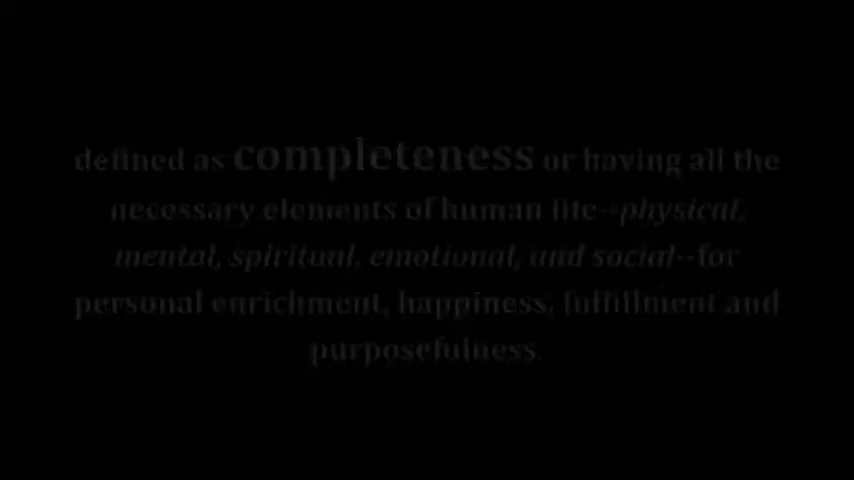 defined as completeness or having all the
necessary elements of human life--physical,
mental, spiritual, emotional, and social--for
personal enrichment, happiness, fulfillment and
purposefulness.